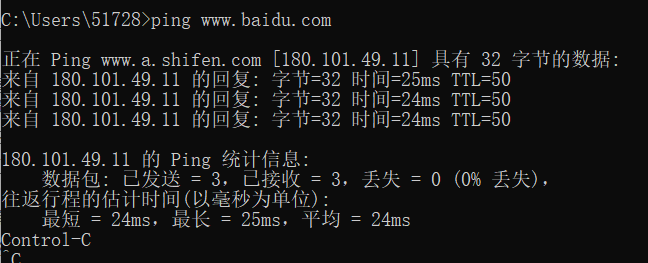 C:\Users\51728>ping www.baidu.com
正在 Ping www.a.shifen.com [180.101.49.11] 具有 32 字节的数据:
来自 180.101.49.11 的回复: 字节=32 时间=25ms TTL=50
来自 180.101.49.11 的回复: 字节=32 时间=24ms TTL=50
来自 180.101.49.11 的回复: 字节=32 时间=24ms TTL=50
180.101.49.11 的 Ping 统计信息:
数据包: 已发送 = 3，已接收 = 3，丢失 = 0 (0% 丢失)，
往返行程的估计时间(以毫秒为单位):
最短 = 24ms，最长 = 25ms，平均 = 24ms
Control-C
^C